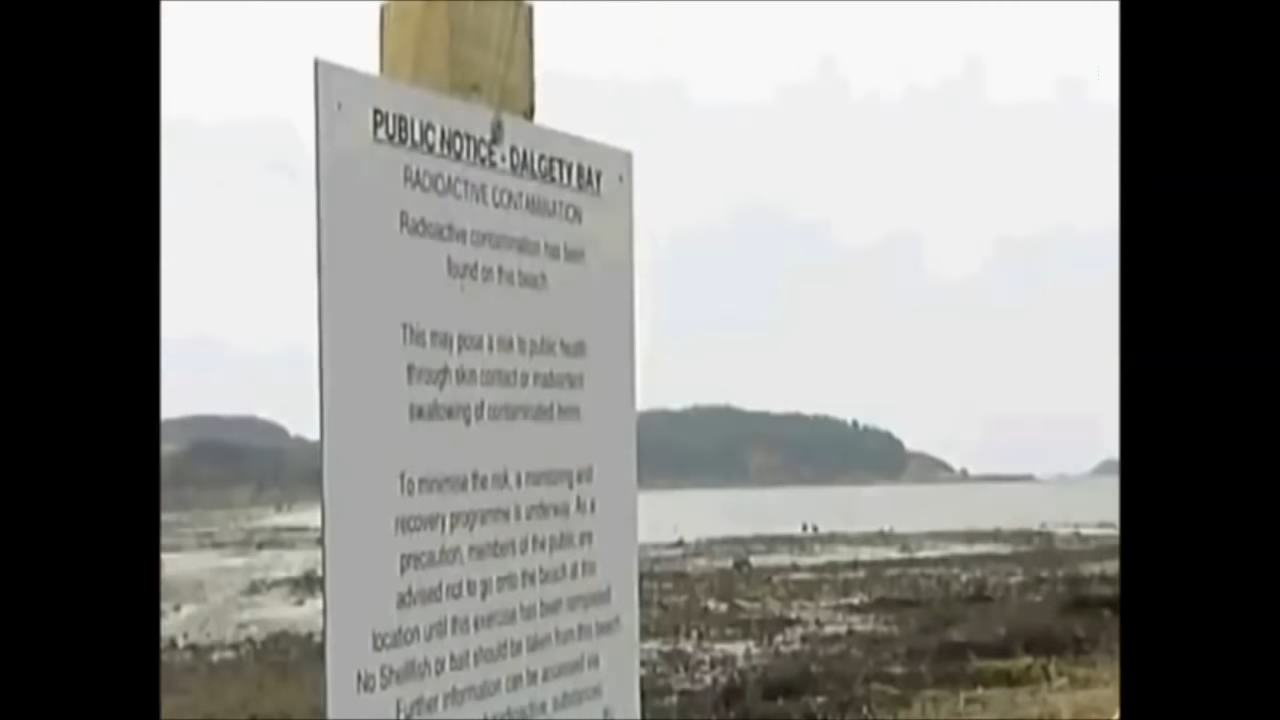 PUBLIC NOTICE - DALGETY BAY
RADIOACTIVE CONTAMINATION
Radioactive contamination has been
found on this beach
This may pose a risk to public health
through skin contact or inadvertent
swallowing of contaminated items
To minimise the risk, a monitoring and
recovery programme is underway. As a
precaution, members of the public are
advised not to go onto the beach at this
location until this exercise has been completed
No Shellfish or bait should be taken from this beach
Further information can be assessed via
radioactive substances